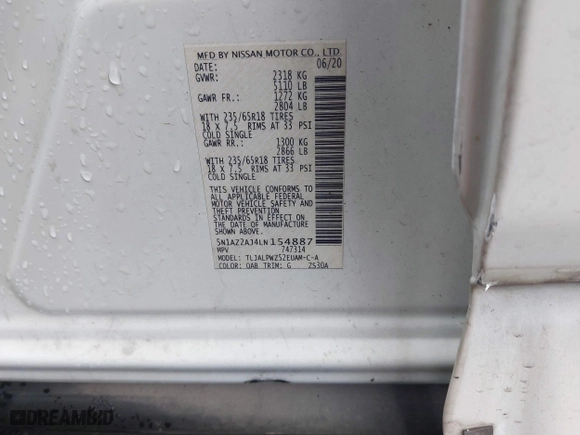 MFD BY NISSAN MOTOR CO., LTD.
DATE: 06/20
GVWR: 2318 KG
5110 LB
GAWR FR.: 1272 KG
2804 LB
WITH 235/65R18 TIRES
18 X 7.5 RIMS AT 33 PSI
COLD SINGLE
GAWR RR.: 1300 KG
2866 LB
WITH 235/65R18 TIRES
18 X 7.5 RIMS AT 33 PSI
COLD SINGLE
THIS VEHICLE CONFORMS TO
ALL APPLICABLE FEDERAL
MOTOR VEHICLE SAFETY AND
THEFT PREVENTION
STANDARDS IN EFFECT ON
THE DATE OF MANUFACTURE
SHOWN ABOVE.
5N1AZ2AJ4LN154887
MPV 747314
MODEL: TLJALPWZ52EUAM-C-A
COLOR: QAB TRIM: G 2530A
DREAMBID